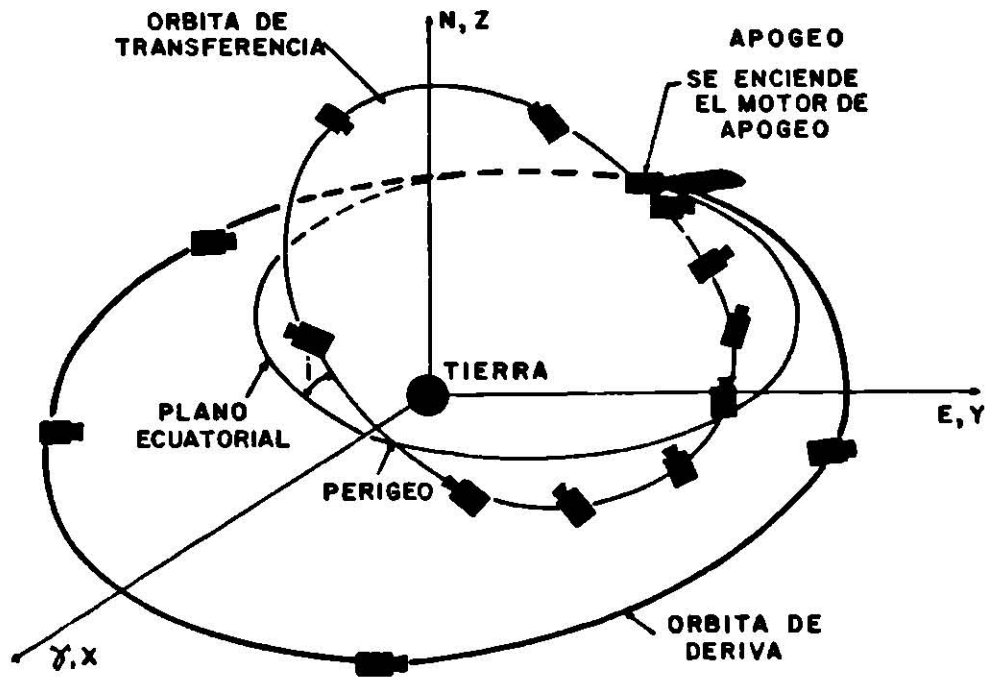 ORBITA DE
TRANSFERENCIA
N, Z
APOGEO
SE ENCIENDE
EL MOTOR DE
APOGEO
i
TIERRA
PLANO
ECUATORIAL
E, Y
PERIGEO
ORBITA DE
DERIVA
γ, X